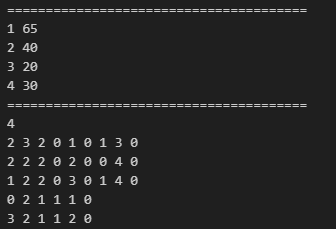 =======================================
1 65
2 40
3 20
4 30
=======================================
4
2 3 2 0 1 0 1 3 0
2 2 2 0 2 0 0 4 0
1 2 2 0 3 0 1 4 0
0 2 1 1 1 0
3 2 1 1 2 0